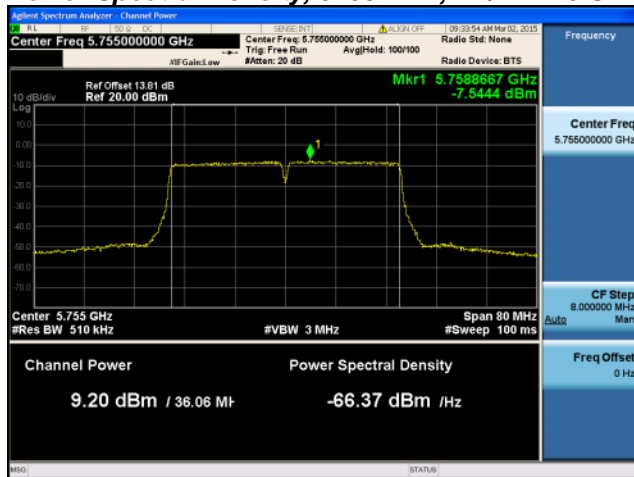 Agilent Spectrum Analyzer - Channel Power
RL RF 50 Ω DC SENSE:INT ALIGN OFF 09:33:54 AM Mar 02, 2015
Center Freq 5.755000000 GHz
Center Freq: 5.755000000 GHz Radio Std: None
Trig: Free Run Avg|Hold: 100/100
#IFGain:Low #Atten: 20 dB Radio Device: BTS
Frequency
Mkr1 5.7588667 GHz
-7.5444 dBm
Ref Offset 13.81 dB
10 dB/div Ref 20.00 dBm
Log
10.0
0.00
-10.0
-20.0
-30.0
-40.0
-50.0
-60.0
-70.0
1
Center 5.755 GHz Span 80 MHz
#Res BW 510 kHz #VBW 3 MHz #Sweep 100 ms
Channel Power Power Spectral Density
9.20 dBm / 36.06 MH -66.37 dBm /Hz
Center Freq
5.755000000 GHz
CF Step
8.000000 MHz
Auto Man
Freq Offset
0 Hz
MSG STATUS